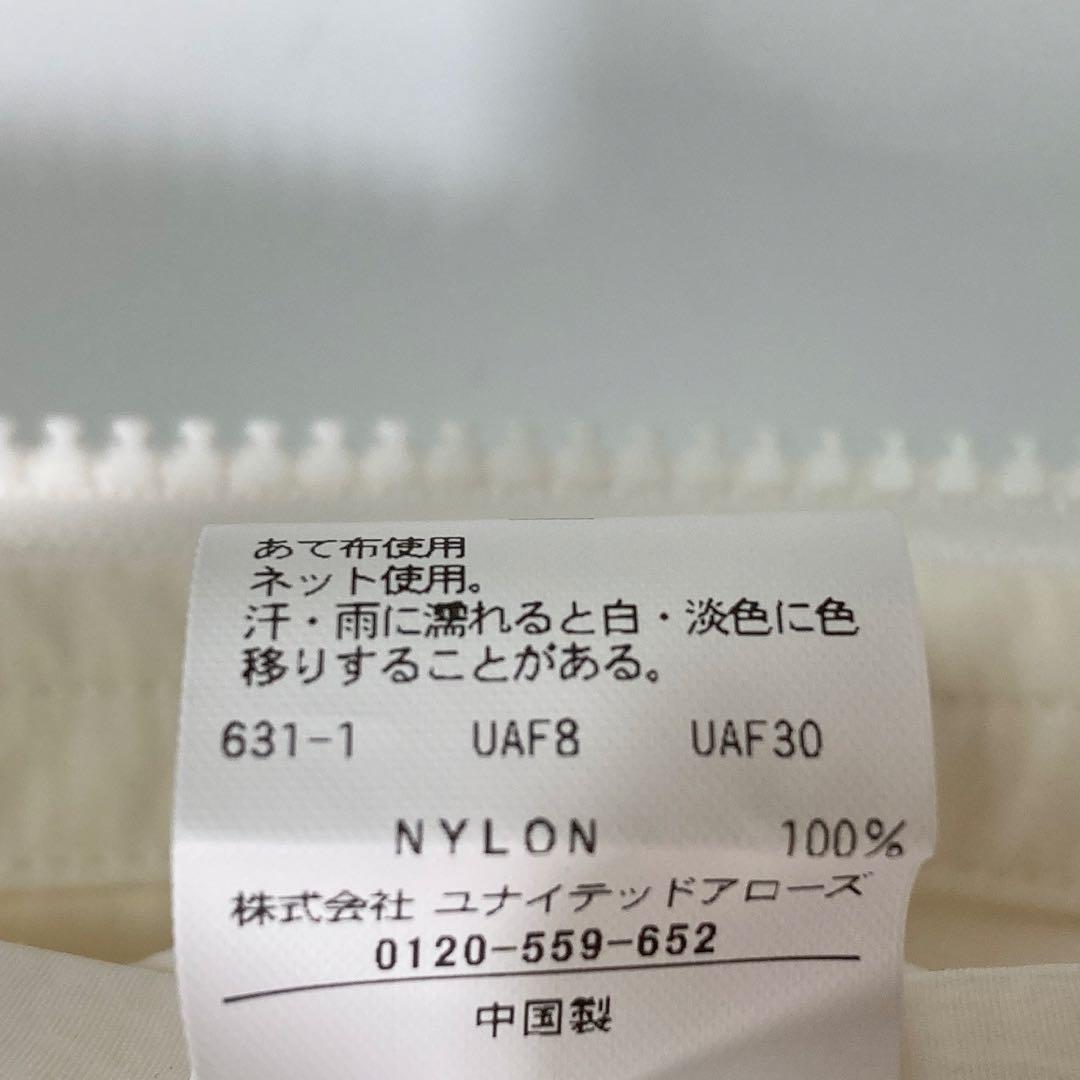 あて布使用
ネット使用。
汗・雨に濡れると白・淡色に色
移りすることがある。
631-1 UAF8 UAF30
NYLON 100%
株式会社 ユナイテッドアローズ
0120-559-652
中国製